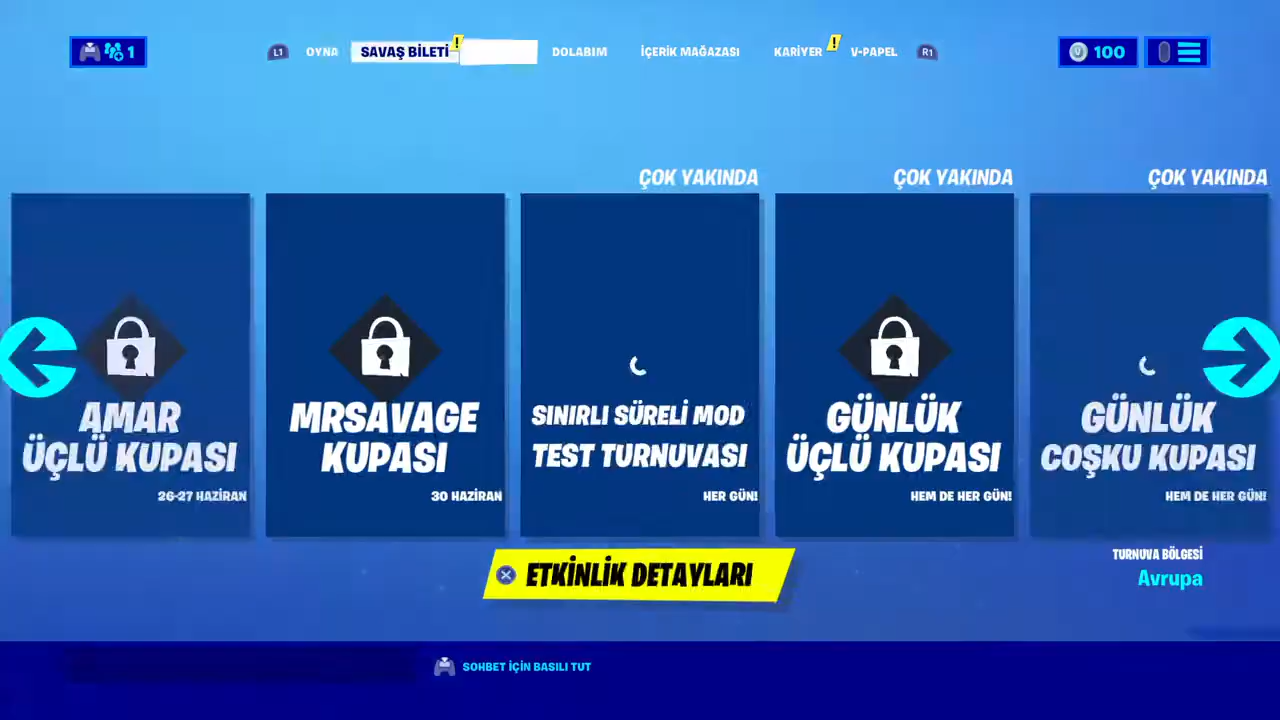 1
L1
OYNA
SAVAŞ BİLETİ
!
DOLABIM
İÇERİK MAĞAZASI
KARİYER
!
V-PAPEL
R1
100
ÇOK YAKINDA
ÇOK YAKINDA
ÇOK YAKINDA
AMAR
ÜÇLÜ KUPASI
26-27 HAZİRAN
MRSAVAGE
KUPASI
30 HAZİRAN
SINIRLI SÜRELİ MOD
TEST TURNUVASI
HER GÜN!
GÜNLÜK
ÜÇLÜ KUPASI
HEM DE HER GÜN!
GÜNLÜK
COŞKU KUPASI
HEM DE HER GÜN!
ETKİNLİK DETAYLARI
TURNUVA BÖLGESİ
Avrupa
SOHBET İÇİN BASILI TUT